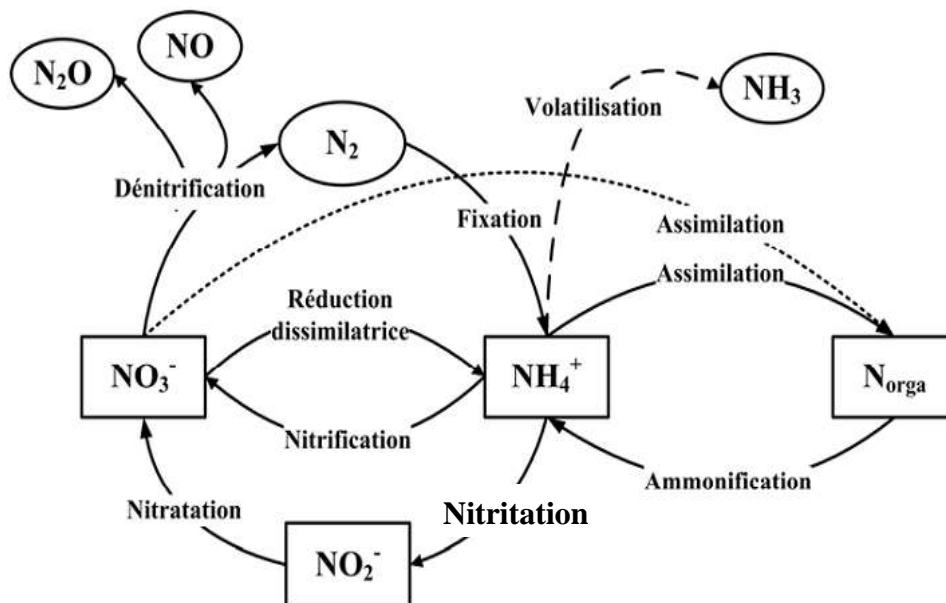 NO
N₂O
NH₃
Volatilisation
N₂
Dénitrification
Fixation
Assimilation
Assimilation
Réduction
dissimilatrice
NO₃⁻
NH₄⁺
Norga
Nitrification
Ammonification
Nitratation
Nitritation
NO₂⁻